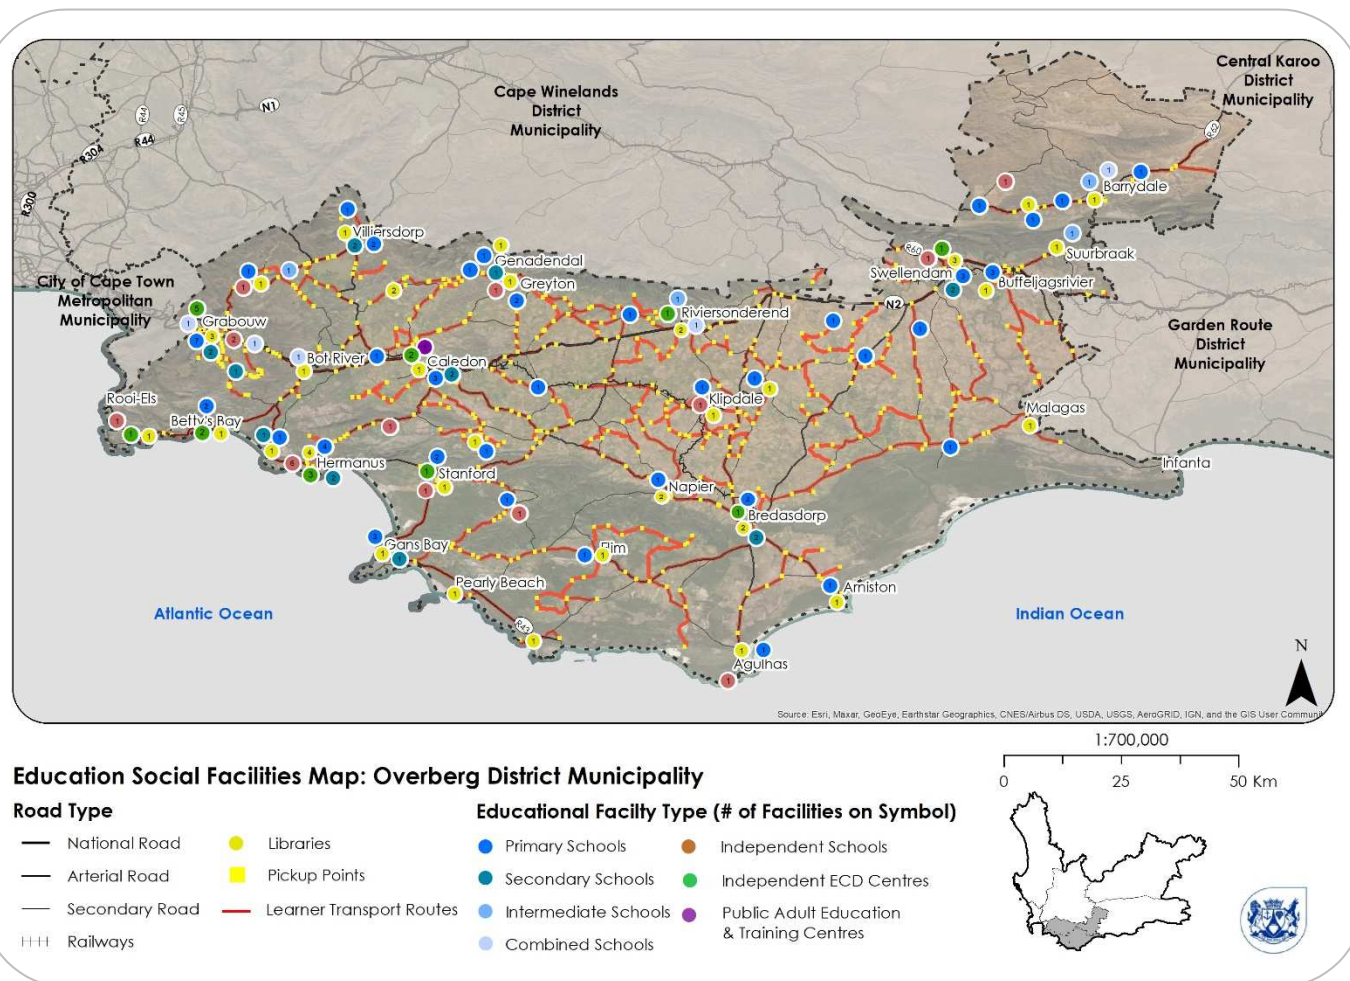 Central Karoo
District
Municipality
Cape Winelands
District
Municipality
N1
R44
R45
R44
R304
R300
R62
Barrydale
Villiersdorp
Suurbraak
R60
Genadendal
Swellendam
Greyton
Buffeljagsrivier
City of Cape Town
Metropolitan
Municipality
N2
Riviersonderend
Grabouw
Garden Route
District
Municipality
Bot River
Caledon
Rooi-Els
Klipdale
Malagas
Betty's Bay
Hermanus
Infanta
Stanford
Napier
Bredasdorp
Gans Bay
Elim
Pearly Beach
Arniston
Atlantic Ocean
Indian Ocean
R43
N
Agulhas
Source: Esri, Maxar, GeoEye, Earthstar Geographics, CNES/Airbus DS, USDA, USGS, AeroGRID, IGN, and the GIS User Communit
1:700,000
0 25 50 Km
Education Social Facilities Map: Overberg District Municipality
Road Type
National Road
Arterial Road
Secondary Road
Railways
Libraries
Pickup Points
Learner Transport Routes
Educational Facilty Type (# of Facilities on Symbol)
Primary Schools
Secondary Schools
Intermediate Schools
Combined Schools
Independent Schools
Independent ECD Centres
Public Adult Education
& Training Centres